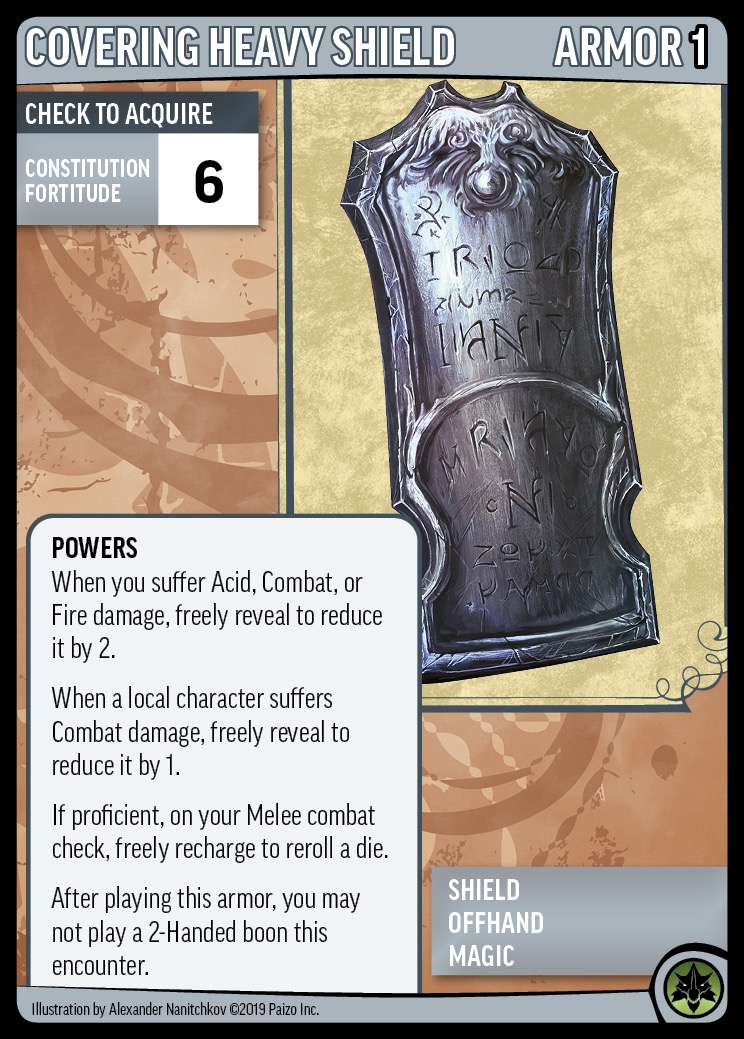 COVERING HEAVY SHIELD ARMOR 1
CHECK TO ACQUIRE
CONSTITUTION
FORTITUDE
6
POWERS
When you suffer Acid, Combat, or
Fire damage, freely reveal to reduce
it by 2.
When a local character suffers
Combat damage, freely reveal to
reduce it by 1.
If proficient, on your Melee combat
check, freely recharge to reroll a die.
After playing this armor, you may
not play a 2-Handed boon this
encounter.
SHIELD
OFFHAND
MAGIC
Illustration by Alexander Nanitchkov ©2019 Paizo Inc.